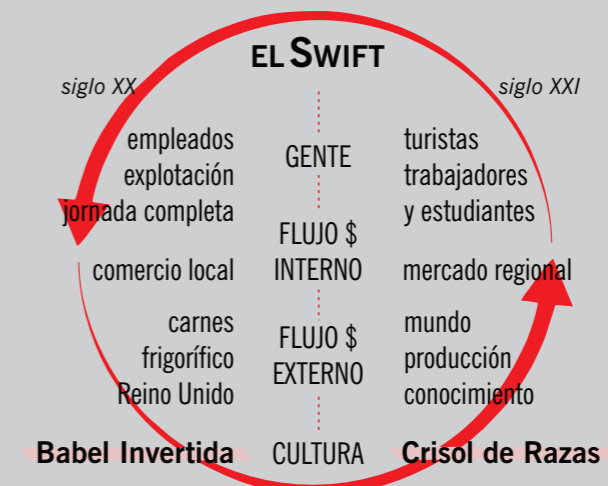 EL SWIFT
siglo XX
siglo XXI
empleados
explotación
jornada completa
GENTE
turistas
trabajadores
y estudiantes
comercio local
FLUJO $
INTERNO
mercado regional
carnes
frigorífico
Reino Unido
FLUJO $
EXTERNO
mundo
producción
conocimiento
Babel Invertida
CULTURA
Crisol de Razas